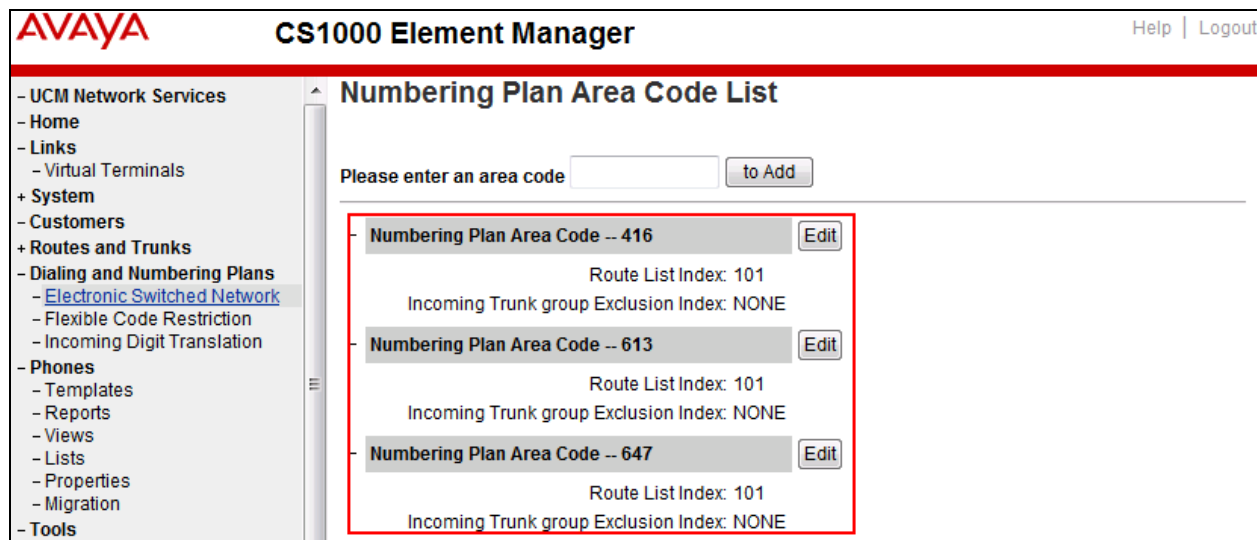 AVAYA
CS1000 Element Manager
Help | Logout
– UCM Network Services
– Home
– Links
– Virtual Terminals
+ System
– Customers
+ Routes and Trunks
– Dialing and Numbering Plans
– Electronic Switched Network
– Flexible Code Restriction
– Incoming Digit Translation
– Phones
– Templates
– Reports
– Views
– Lists
– Properties
– Migration
– Tools
Numbering Plan Area Code List
Please enter an area code to Add
– Numbering Plan Area Code -- 416 Edit
Route List Index: 101
Incoming Trunk group Exclusion Index: NONE
– Numbering Plan Area Code -- 613 Edit
Route List Index: 101
Incoming Trunk group Exclusion Index: NONE
– Numbering Plan Area Code -- 647 Edit
Route List Index: 101
Incoming Trunk group Exclusion Index: NONE